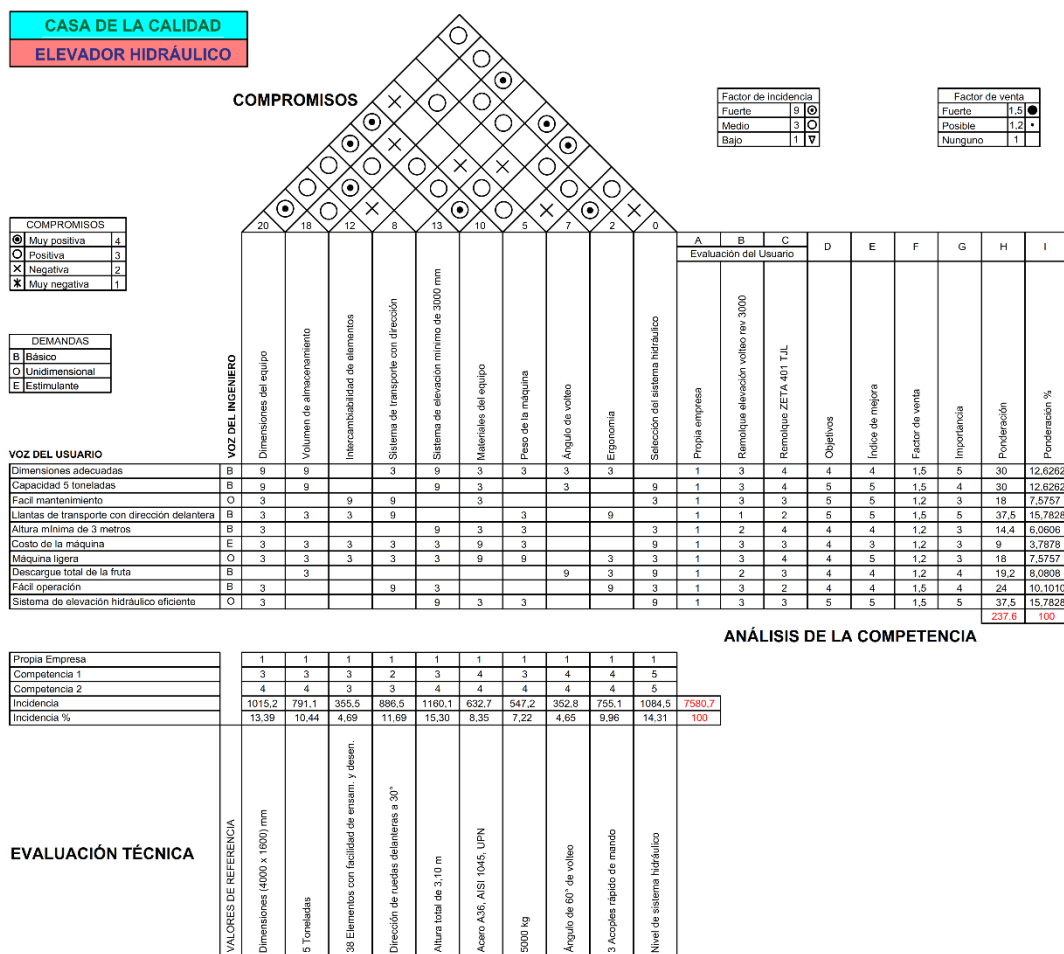 CASA DE LA CALIDAD
ELEVADOR HIDRÁULICO
COMPROMISOS
Factor de incidencia
Fuerte 9
Medio 3
Bajo 1
Factor de venta
Fuerte 1,5
Posible 1,2
Nunguno 1
COMPROMISOS
Muy positiva 4
Positiva 3
Negativa 2
Muy negativa 1
DEMANDAS
B Básico
O Unidimensional
E Estimulante
20 18 12 8 13 10 5 7 2 0
A B C D E F G H I
Evaluación del Usuario
VOZ DEL INGENIERO
Dimensiones del equipo
Volumen de almacenamiento
Intercambiabilidad de elementos
Sistema de transporte con dirección
Sistema de elevación mínimo de 3000 mm
Materiales del equipo
Peso de la máquina
Ángulo de volteo
Ergonomia
Selección del sistema hidráulico
Propia empresa
Remolque elevación volteo rev 3000
Remolque ZETA 401 TJL
Objetivos
Índice de mejora
Factor de venta
Importancia
Ponderación
Ponderación %
VOZ DEL USUARIO
Dimensiones adecuadas B 9 9 3 9 3 3 3 3 1 3 4 4 4 1,5 5 30 12,6262
Capacidad 5 toneladas B 9 9 9 3 3 9 1 3 4 5 5 1,5 4 30 12,6262
Facil mantenimiento O 3 9 9 3 3 1 3 3 5 5 1,2 3 18 7,5757
Llantas de transporte con dirección delantera B 3 3 3 9 3 9 1 1 2 5 5 1,5 5 37,5 15,7828
Altura mínima de 3 metros B 3 9 3 3 3 1 2 4 4 4 1,2 3 14,4 6,0606
Costo de la máquina E 3 3 3 3 3 9 3 9 1 3 3 4 3 1,2 3 9 3,7878
Máquina ligera O 3 3 3 3 3 9 9 3 3 1 3 4 4 5 1,2 3 18 7,5757
Descargue total de la fruta B 3 9 3 9 1 2 3 4 4 1,2 4 19,2 8,0808
Fácil operación B 3 9 3 9 3 1 3 2 4 4 1,5 4 24 10,1010
Sistema de elevación hidráulico eficiente O 3 9 3 3 9 1 3 3 5 5 1,5 5 37,5 15,7828
237.6 100
ANÁLISIS DE LA COMPETENCIA
Propia Empresa 1 1 1 1 1 1 1 1 1 1
Competencia 1 3 3 3 2 3 4 3 4 4 5
Competencia 2 4 4 3 3 4 4 4 4 4 5
Incidencia 1015,2 791,1 355,5 886,5 1160,1 632,7 547,2 352,8 755,1 1084,5 7580,7
Incidencia % 13,39 10,44 4,69 11,69 15,30 8,35 7,22 4,65 9,96 14,31 100
EVALUACIÓN TÉCNICA
VALORES DE REFERENCIA
Dimensiones (4000 x 1600) mm
5 Toneladas
38 Elementos con facilidad de ensam. y desen.
Dirección de ruedas delanteras a 30°
Altura total de 3,10 m
Acero A36, AISI 1045, UPN
5000 kg
Ángulo de 60° de volteo
3 Acoples rápido de mando
Nivel de sistema hidráulico